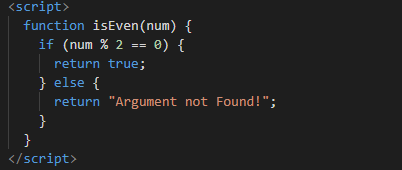 <script>
function isEven(num) {
if (num % 2 == 0) {
return true;
} else {
return "Argument not Found!";
}
}
</script>